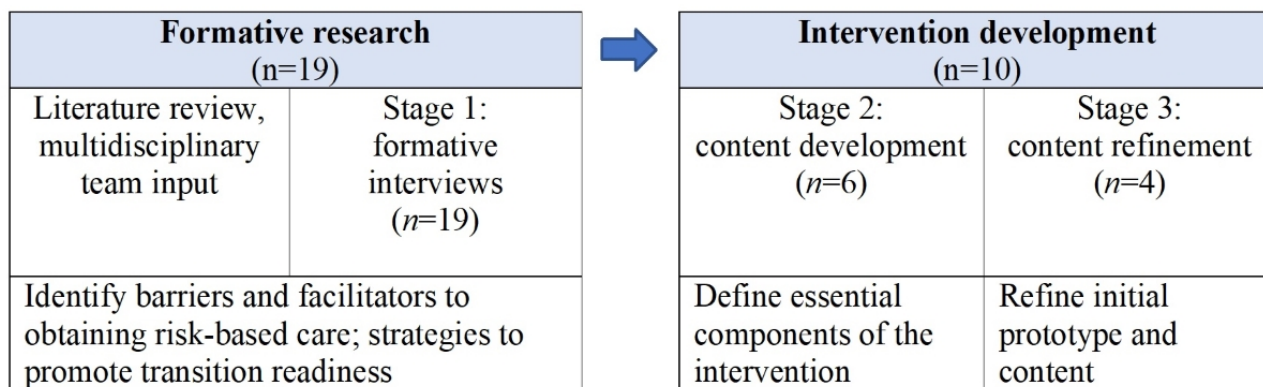 Formative research
(n=19)
Literature review,
multidisciplinary
team input
Stage 1:
formative
interviews
(n=19)
Identify barriers and facilitators to
obtaining risk-based care; strategies to
promote transition readiness
Intervention development
(n=10)
Stage 2:
content development
(n=6)
Stage 3:
content refinement
(n=4)
Define essential
components of the
intervention
Refine initial
prototype and
content